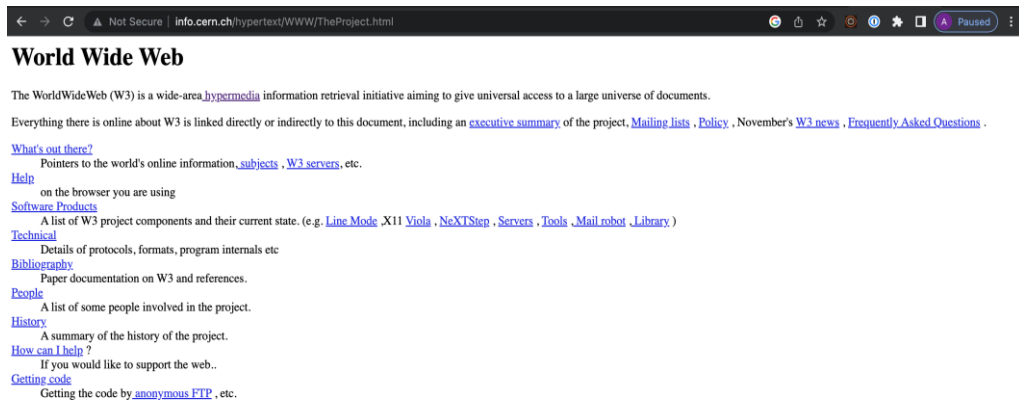 Not Secure | info.cern.ch/hypertext/WWW/TheProject.html G A Paused
World Wide Web
The WorldWideWeb (W3) is a wide-area hypermedia information retrieval initiative aiming to give universal access to a large universe of documents.
Everything there is online about W3 is linked directly or indirectly to this document, including an executive summary of the project, Mailing lists , Policy , November's W3 news , Frequently Asked Questions .
What's out there?
Pointers to the world's online information, subjects , W3 servers, etc.
Help
on the browser you are using
Software Products
A list of W3 project components and their current state. (e.g. Line Mode ,X11 Viola , NeXTStep , Servers , Tools , Mail robot , Library )
Technical
Details of protocols, formats, program internals etc
Bibliography
Paper documentation on W3 and references.
People
A list of some people involved in the project.
History
A summary of the history of the project.
How can I help ?
If you would like to support the web..
Getting code
Getting the code by anonymous FTP , etc.